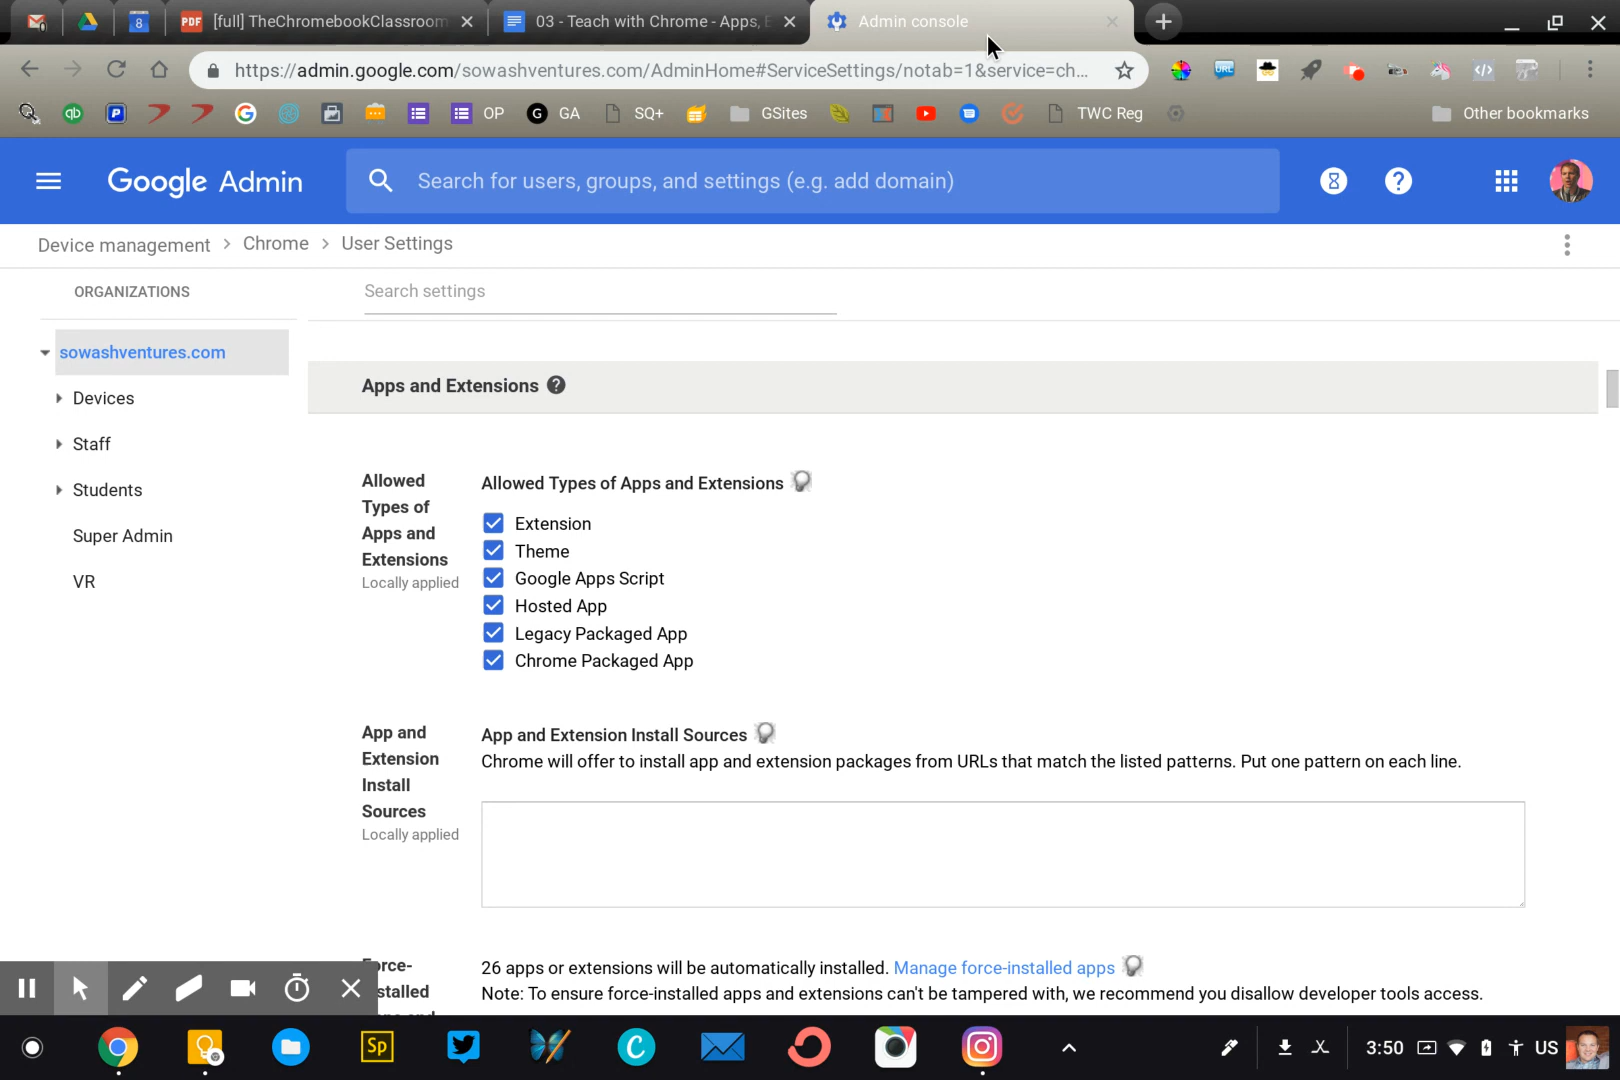 8
PDF [full] TheChromebookClassroom
03 - Teach with Chrome - Apps, E
Admin console
https://admin.google.com/sowashventures.com/AdminHome#ServiceSettings/notab=1&service=ch...
URL
qb
P
G
OP
G GA
SQ+
GSites
TWC Reg
Other bookmarks
Google Admin
Search for users, groups, and settings (e.g. add domain)
Device management > Chrome > User Settings
ORGANIZATIONS
Search settings
sowashventures.com
Devices
Staff
Students
Super Admin
VR
Apps and Extensions
Allowed
Types of
Apps and
Extensions
Locally applied
Allowed Types of Apps and Extensions
Extension
Theme
Google Apps Script
Hosted App
Legacy Packaged App
Chrome Packaged App
App and
Extension
Install
Sources
Locally applied
App and Extension Install Sources
Chrome will offer to install app and extension packages from URLs that match the listed patterns. Put one pattern on each line.
Force-
26 apps or extensions will be automatically installed. Manage force-installed apps
Note: To ensure force-installed apps and extensions can't be tampered with, we recommend you disallow developer tools access.
Sp
C
3:50
US